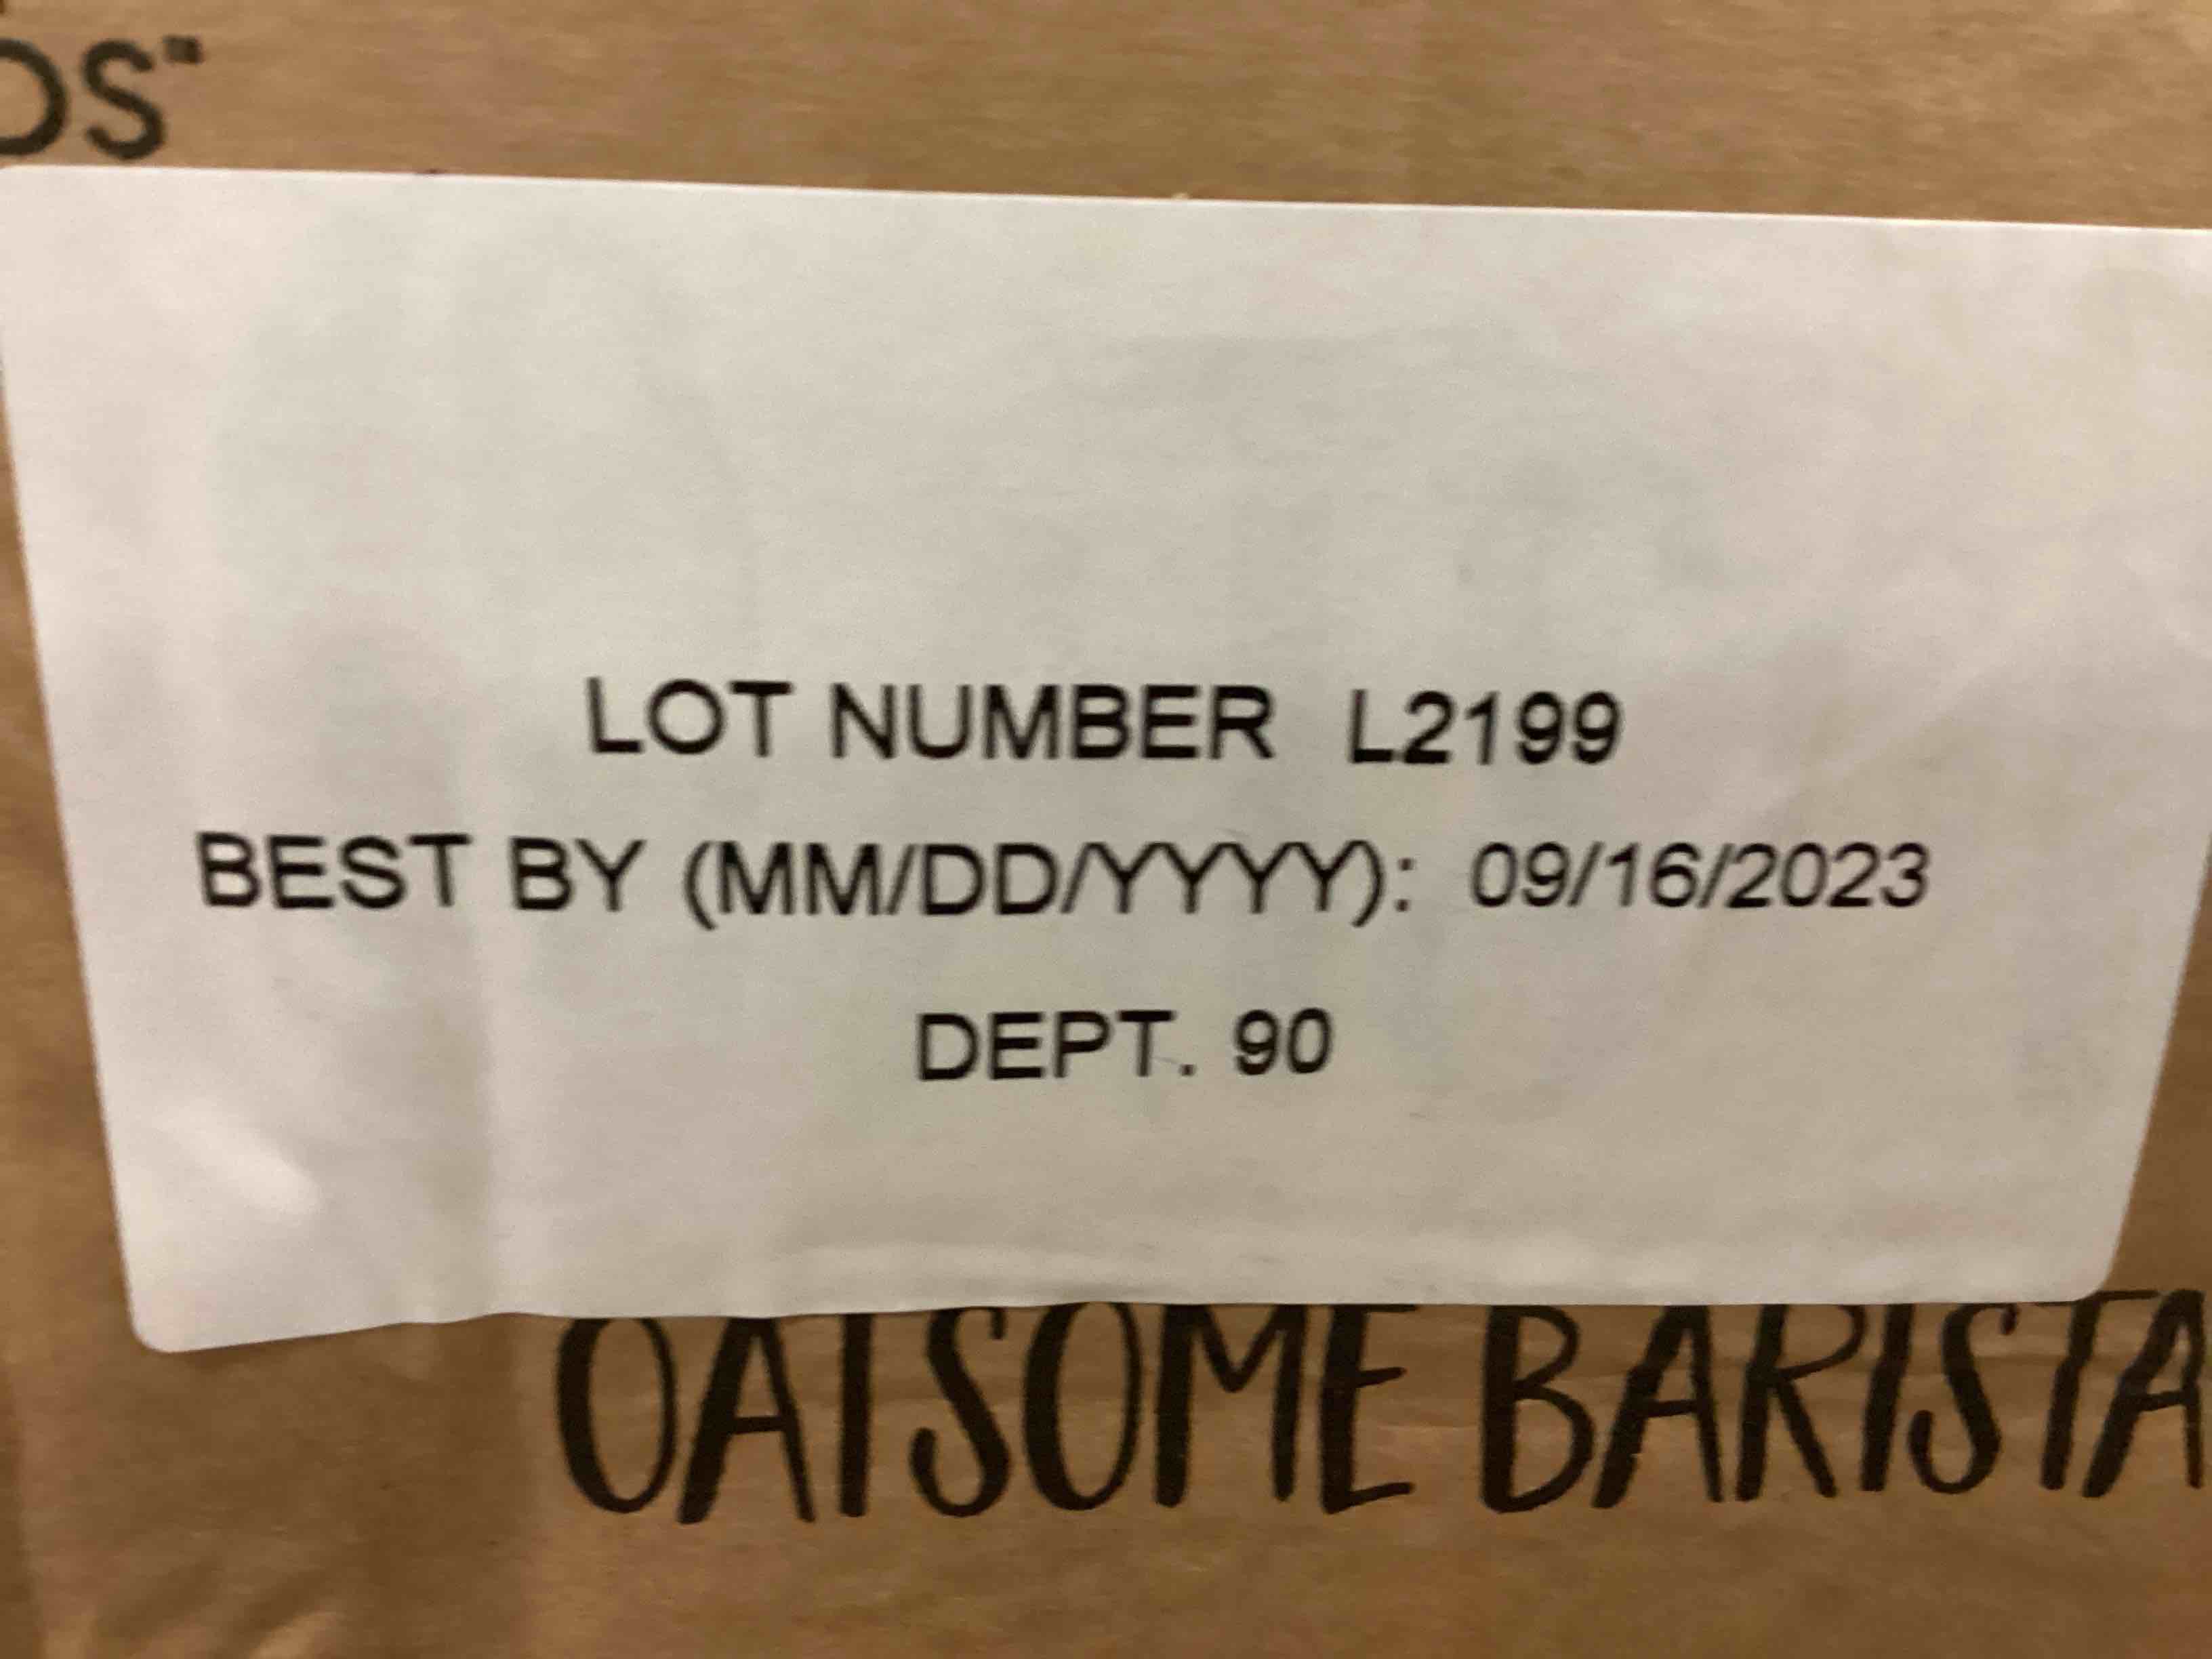 LOT NUMBER L2199
BEST BY (MM/DD/YYYY): 09/16/2023
DEPT. 90
OATSOME BARISTA